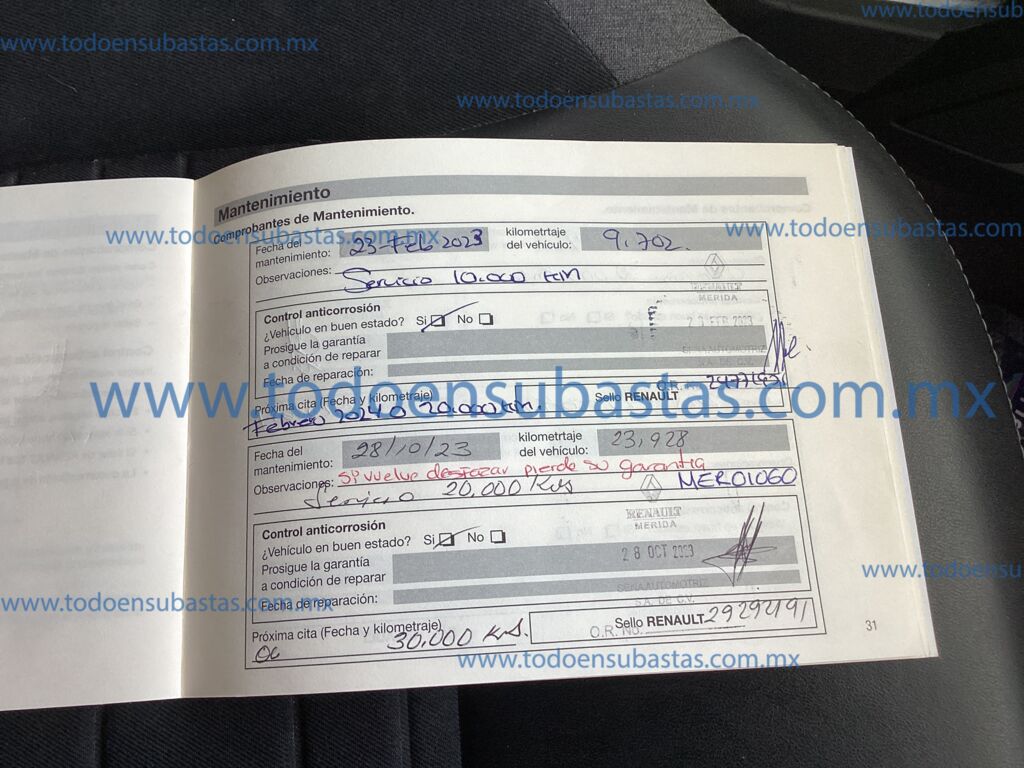 www.todoensubastas.com.mx
www.todoensubastas.com.mx
www.todoensubastas.com.mx
Mantenimiento
Comprobantes de Mantenimiento.
www.todoensubastas.com.mx
www.todoensubastas.com.mx
Fecha del mantenimiento: 23-Feb 2023 kilometrtaje del vehículo: 9,702.
Observaciones: Servicio 10.000 km
RENAULT
MERIDA
Control anticorrosión
¿Vehículo en buen estado? Si No
23 FEB 2023
Prosigue la garantía
a condición de reparar
Fecha de reparación:
O.R.
www.todoensubastas.com.mx
Próxima cita (Fecha y kilometraje) Sello RENAULT
Febrero 2024 O 20.000 km.
Fecha del mantenimiento: 28/10/23 kilometrtaje del vehículo: 23,928
Si vuelve desfazar pierde su garantia
Observaciones: Servicio 20,000 Kms MER01060
RENAULT
MERIDA
Control anticorrosión
¿Vehículo en buen estado? Si No
28 OCT 2023
Prosigue la garantía
a condición de reparar
S.A. DE C.V.
Fecha de reparación:
www.todoensubastas.com.mx
www.todoensubastas.com
Próxima cita (Fecha y kilometraje) Sello RENAULT
30,000 Kms.
O.R. No.
31
www.todoensubastas.com.mx